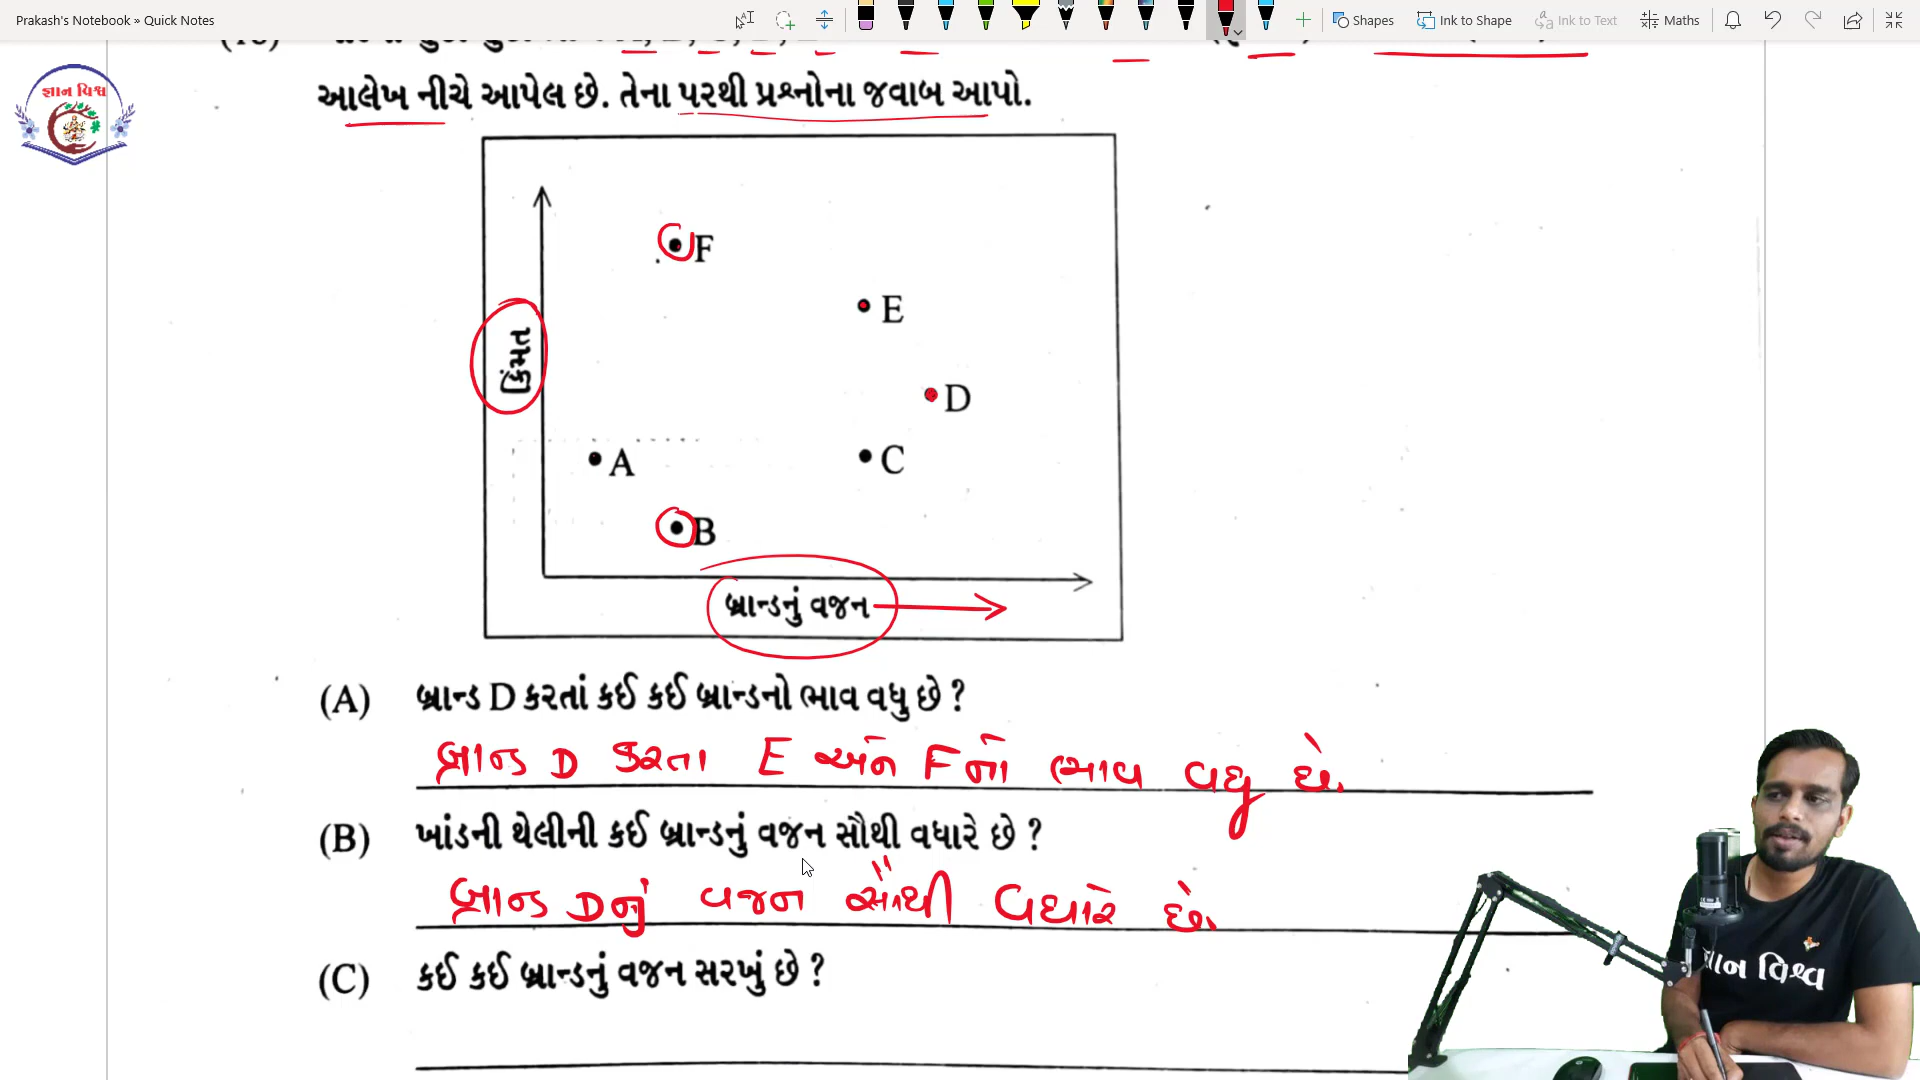 Prakash's Notebook » Quick Notes
Shapes
Ink to Shape
Ink to Text
Maths
જ્ઞાન વિશ્વ
આલેખ નીચે આપેલ છે. તેના પરથી પ્રશ્નોના જવાબ આપો.
F
E
કિંમત
D
A
C
B
બ્રાન્ડનું વજન
(A) બ્રાન્ડ D કરતાં કઈ કઈ બ્રાન્ડનો ભાવ વધુ છે ?
બ્રાન્ડ D કરતા E અને F નો ભાવ વધુ છે.
(B) ખાંડની થેલીની કઈ બ્રાન્ડનું વજન સૌથી વધારે છે ?
બ્રાન્ડ D નું વજન સૌથી વધારે છે.
(C) કઈ કઈ બ્રાન્ડનું વજન સરખું છે ?
જ્ઞાન વિશ્વ